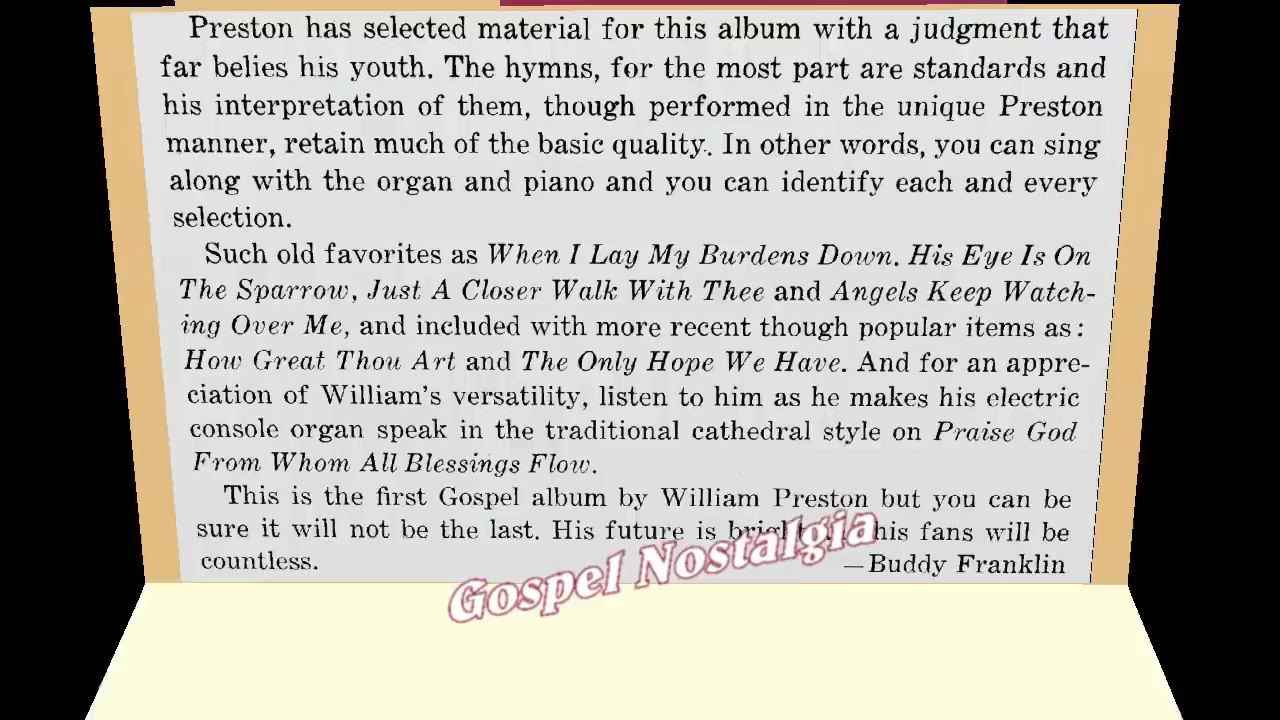 Preston has selected material for this album with a judgment that
far belies his youth. The hymns, for the most part are standards and
his interpretation of them, though performed in the unique Preston
manner, retain much of the basic quality. In other words, you can sing
along with the organ and piano and you can identify each and every
selection.
Such old favorites as When I Lay My Burdens Down. His Eye Is On
The Sparrow, Just A Closer Walk With Thee and Angels Keep Watch-
ing Over Me, and included with more recent though popular items as:
How Great Thou Art and The Only Hope We Have. And for an appre-
ciation of William's versatility, listen to him as he makes his electric
console organ speak in the traditional cathedral style on Praise God
From Whom All Blessings Flow.
This is the first Gospel album by William Preston but you can be
sure it will not be the last. His future is his fans will be
countless.
—Buddy Franklin
Gospel Nostalgia